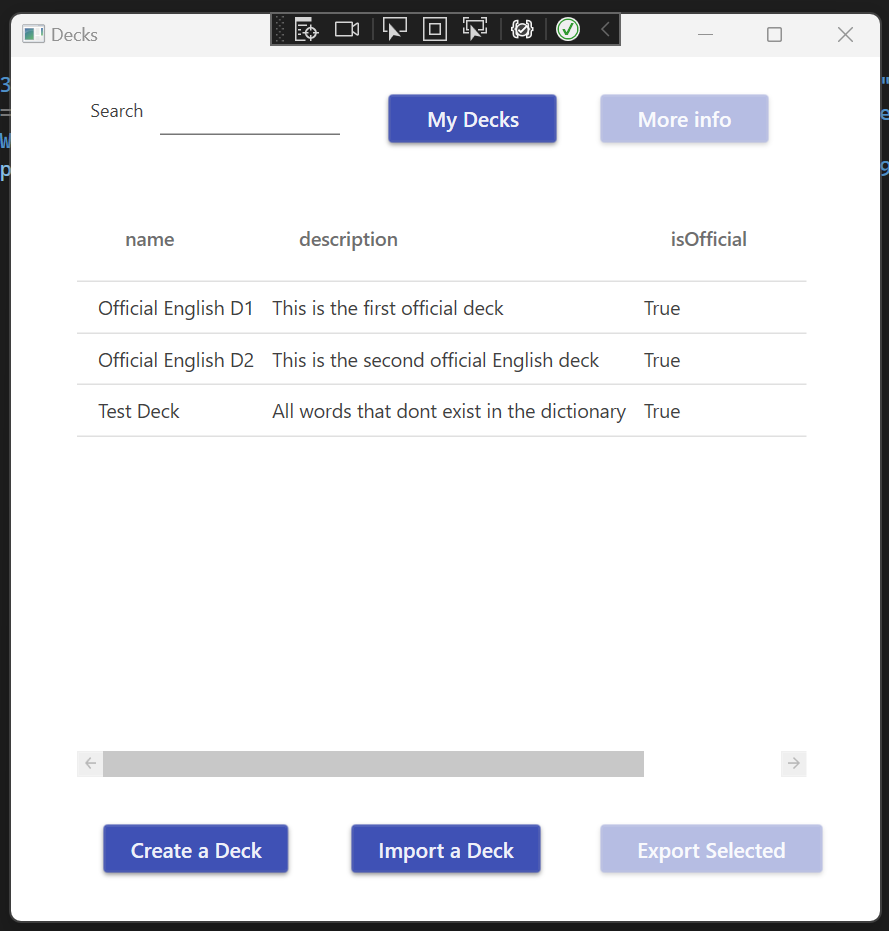 Decks
Search
My Decks
More info
name description isOfficial
Official English D1 This is the first official deck True
Official English D2 This is the second official English deck True
Test Deck All words that dont exist in the dictionary True
Create a Deck Import a Deck Export Selected